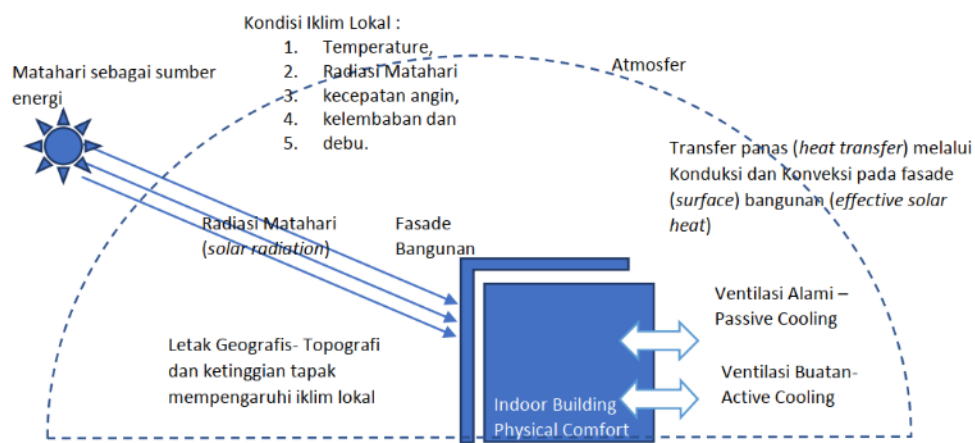 Kondisi Iklim Lokal :
1. Temperature,
2. Radiasi Matahari
3. kecepatan angin,
4. kelembaban dan
5. debu.
Matahari sebagai sumber
energi
Atmosfer
Transfer panas (heat transfer) melalui
Konduksi dan Konveksi pada fasade
(surface) bangunan (effective solar
heat)
Radiasi Matahari
(solar radiation)
Fasade
Bangunan
Ventilasi Alami –
Passive Cooling
Letak Geografis- Topografi
dan ketinggian tapak
mempengaruhi iklim lokal
Ventilasi Buatan-
Active Cooling
Indoor Building
Physical Comfort